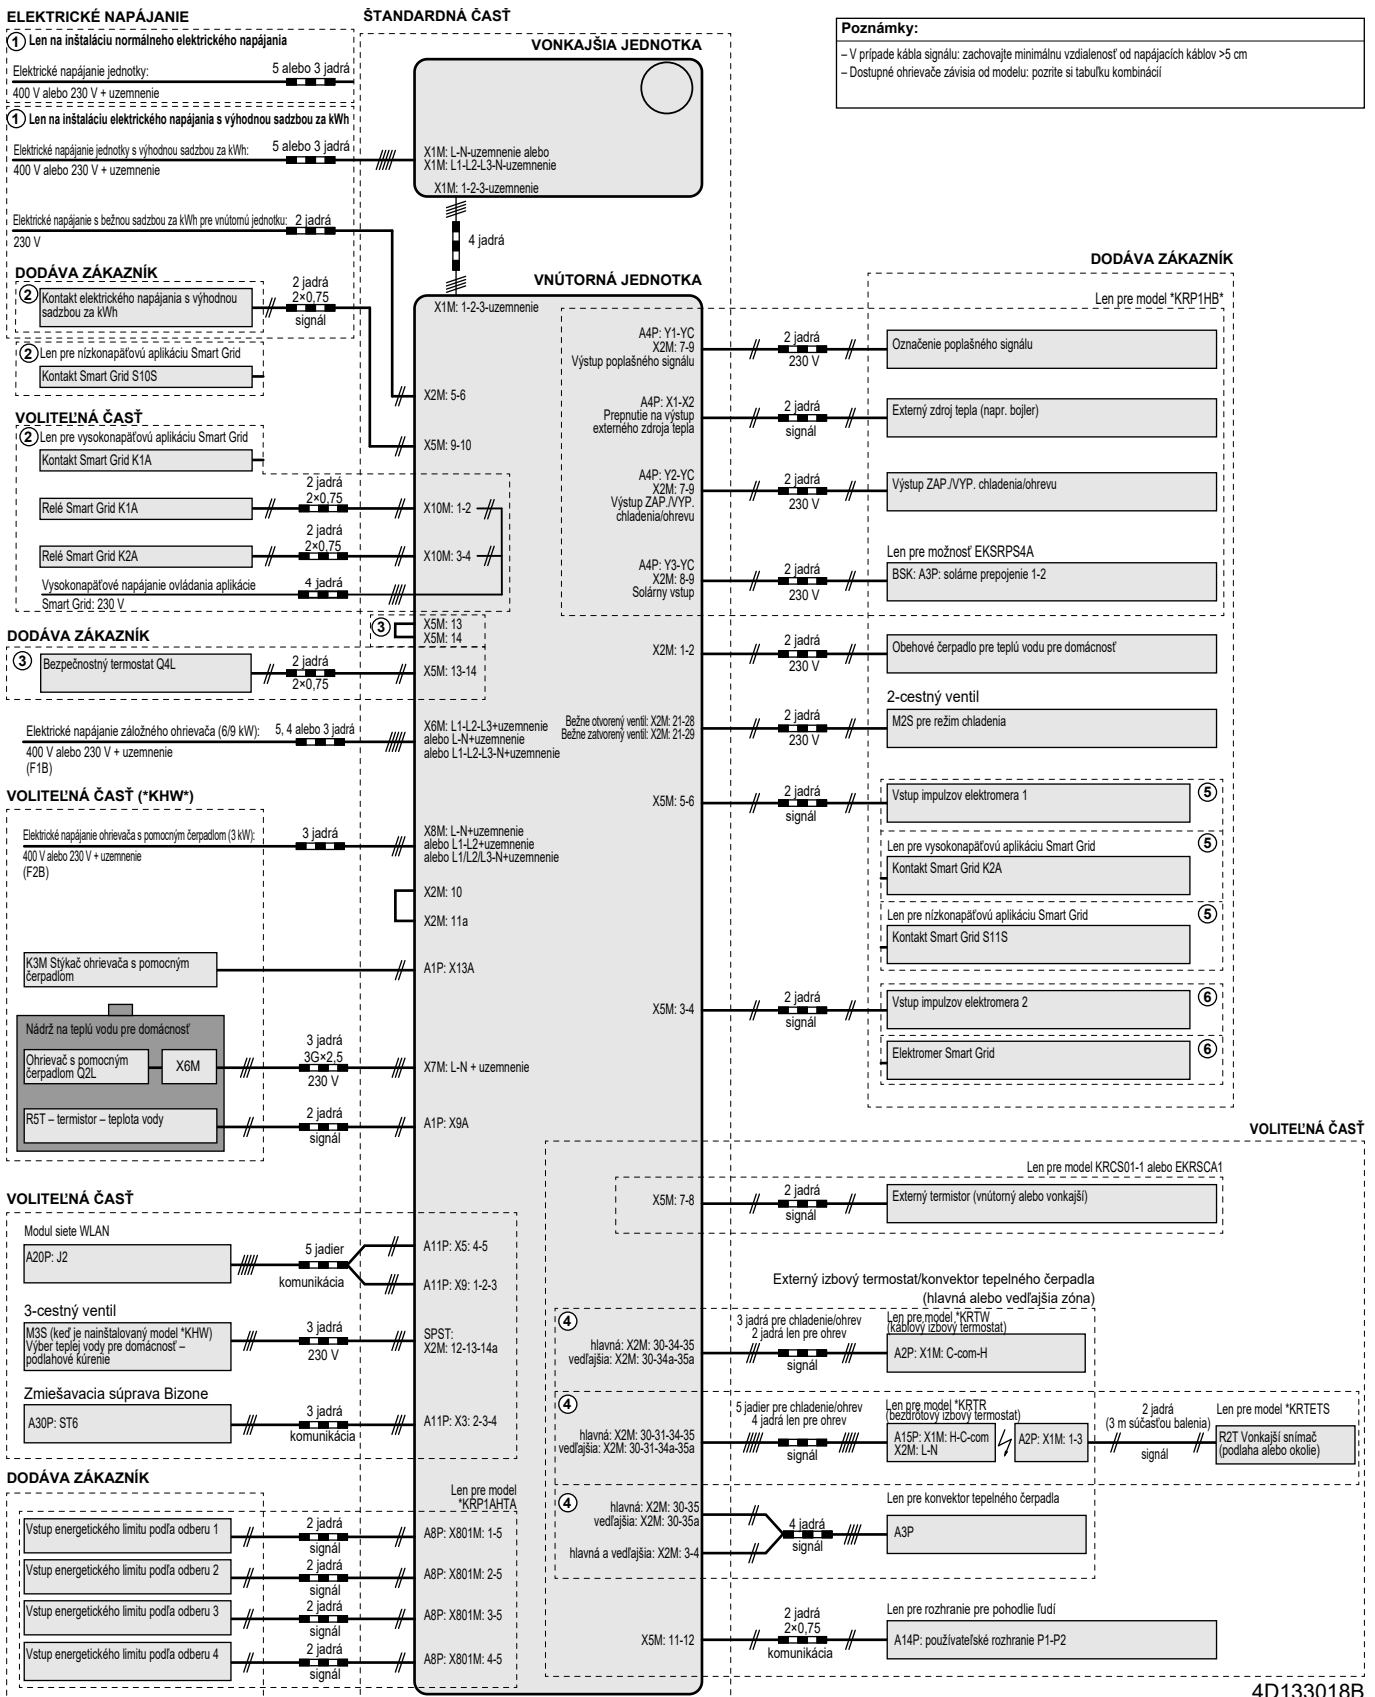 ELEKTRICKÉ NAPÁJANIE
① Len na inštaláciu normálneho elektrického napájania
Elektrické napájanie jednotky:
5 alebo 3 jadrá
400 V alebo 230 V + uzemnenie
① Len na inštaláciu elektrického napájania s výhodnou sadzbou za kWh
Elektrické napájanie jednotky s výhodnou sadzbou za kWh:
5 alebo 3 jadrá
400 V alebo 230 V + uzemnenie
Elektrické napájanie s bežnou sadzbou za kWh pre vnútornú jednotku:
2 jadrá
230 V
DODÁVA ZÁKAZNÍK
② Kontakt elektrického napájania s výhodnou
sadzbou za kWh
2 jadrá
2×0,75
signál
② Len pre nízkonapäťovú aplikáciu Smart Grid
Kontakt Smart Grid S10S
VOLITEĽNÁ ČASŤ
② Len pre vysokonapäťovú aplikáciu Smart Grid
Kontakt Smart Grid K1A
Relé Smart Grid K1A
2 jadrá
2×0,75
Relé Smart Grid K2A
2 jadrá
2×0,75
Vysokonapäťové napájanie ovládania aplikácie
Smart Grid: 230 V
4 jadrá
DODÁVA ZÁKAZNÍK
③ Bezpečnostný termostat Q4L
2 jadrá
2×0,75
Elektrické napájanie záložného ohrievača (6/9 kW):
5, 4 alebo 3 jadrá
400 V alebo 230 V + uzemnenie
(F1B)
VOLITEĽNÁ ČASŤ (*KHW*)
Elektrické napájanie ohrievača s pomocným čerpadlom (3 kW):
3 jadrá
400 V alebo 230 V + uzemnenie
(F2B)
K3M Stýkač ohrievača s pomocným
čerpadlom
Nádrž na teplú vodu pre domácnosť
Ohrievač s pomocným
čerpadlom Q2L
X6M
3 jadrá
3G×2,5
230 V
R5T – termistor – teplota vody
2 jadrá
signál
VOLITEĽNÁ ČASŤ
Modul siete WLAN
A20P: J2
5 jadier
komunikácia
3-cestný ventil
M3S (keď je nainštalovaný model *KHW)
Výber teplej vody pre domácnosť –
podlahové kúrenie
3 jadrá
230 V
Zmiešavacia súprava Bizone
A30P: ST6
3 jadrá
komunikácia
DODÁVA ZÁKAZNÍK
Vstup energetického limitu podľa odberu 1
2 jadrá
signál
Vstup energetického limitu podľa odberu 2
2 jadrá
signál
Vstup energetického limitu podľa odberu 3
2 jadrá
signál
Vstup energetického limitu podľa odberu 4
2 jadrá
signál
ŠTANDARDNÁ ČASŤ
VONKAJŠIA JEDNOTKA
X1M: L-N-uzemnenie alebo
X1M: L1-L2-L3-N-uzemnenie
X1M: 1-2-3-uzemnenie
4 jadrá
VNÚTORNÁ JEDNOTKA
X1M: 1-2-3-uzemnenie
X2M: 5-6
X5M: 9-10
X10M: 1-2
X10M: 3-4
③ X5M: 13
X5M: 14
X5M: 13-14
X6M: L1-L2-L3+uzemnenie
alebo L-N+uzemnenie
alebo L1-L2-L3-N+uzemnenie
X8M: L-N+uzemnenie
alebo L1-L2+uzemnenie
alebo L1/L2/L3-N+uzemnenie
X2M: 10
X2M: 11a
A1P: X13A
X7M: L-N + uzemnenie
A1P: X9A
A11P: X5: 4-5
A11P: X9: 1-2-3
SPST:
X2M: 12-13-14a
A11P: X3: 2-3-4
Len pre model
*KRP1AHTA
A8P: X801M: 1-5
A8P: X801M: 2-5
A8P: X801M: 3-5
A8P: X801M: 4-5
Poznámky:
– V prípade kábla signálu: zachovajte minimálnu vzdialenosť od napájacích káblov >5 cm
– Dostupné ohrievače závisia od modelu: pozrite si tabuľku kombinácií
DODÁVA ZÁKAZNÍK
Len pre model *KRP1HB*
A4P: Y1-YC
X2M: 7-9
Výstup poplašného signálu
2 jadrá
230 V
Označenie poplašného signálu
A4P: X1-X2
Prepnutie na výstup
externého zdroja tepla
2 jadrá
signál
Externý zdroj tepla (napr. bojler)
A4P: Y2-YC
X2M: 7-9
Výstup ZAP./VYP.
chladenia/ohrevu
2 jadrá
230 V
Výstup ZAP./VYP. chladenia/ohrevu
Len pre možnosť EKSRPS4A
A4P: Y3-YC
X2M: 8-9
Solárny vstup
2 jadrá
230 V
BSK: A3P: solárne prepojenie 1-2
X2M: 1-2
2 jadrá
230 V
Obehové čerpadlo pre teplú vodu pre domácnosť
2-cestný ventil
Bežne otvorený ventil: X2M: 21-28
Bežne zatvorený ventil: X2M: 21-29
2 jadrá
230 V
M2S pre režim chladenia
X5M: 5-6
2 jadrá
signál
Vstup impulzov elektromera 1 ⑤
Len pre vysokonapäťovú aplikáciu Smart Grid ⑤
Kontakt Smart Grid K2A
Len pre nízkonapäťovú aplikáciu Smart Grid ⑤
Kontakt Smart Grid S11S
X5M: 3-4
2 jadrá
signál
Vstup impulzov elektromera 2 ⑥
Elektromer Smart Grid ⑥
VOLITEĽNÁ ČASŤ
Len pre model KRCS01-1 alebo EKRSCA1
X5M: 7-8
2 jadrá
signál
Externý termistor (vnútorný alebo vonkajší)
Externý izbový termostat/konvektor tepelného čerpadla
(hlavná alebo vedľajšia zóna)
④
hlavná: X2M: 30-34-35
vedľajšia: X2M: 30-34a-35a
3 jadrá pre chladenie/ohrev
2 jadrá len pre ohrev
signál
Len pre model *KRTW
(káblový izbový termostat)
A2P: X1M: C-com-H
④
hlavná: X2M: 30-31-34-35
vedľajšia: X2M: 30-31-34a-35a
5 jadier pre chladenie/ohrev
4 jadrá len pre ohrev
signál
Len pre model *KRTR
(bezdrôtový izbový termostat)
A15P: X1M: H-C-com
X2M: L-N
A2P: X1M: 1-3
2 jadrá
(3 m súčasťou balenia)
signál
Len pre model *KRTETS
R2T Vonkajší snímač
(podlaha alebo okolie)
④
hlavná: X2M: 30-35
vedľajšia: X2M: 30-35a
hlavná a vedľajšia: X2M: 3-4
4 jadrá
signál
Len pre konvektor tepelného čerpadla
A3P
X5M: 11-12
2 jadrá
2×0,75
komunikácia
Len pre rozhranie pre pohodlie ľudí
A14P: používateľské rozhranie P1-P2
4D133018B